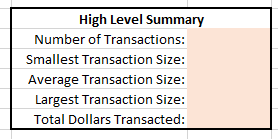 High Level Summary
Number of Transactions:
Smallest Transaction Size:
Average Transaction Size:
Largest Transaction Size:
Total Dollars Transacted: